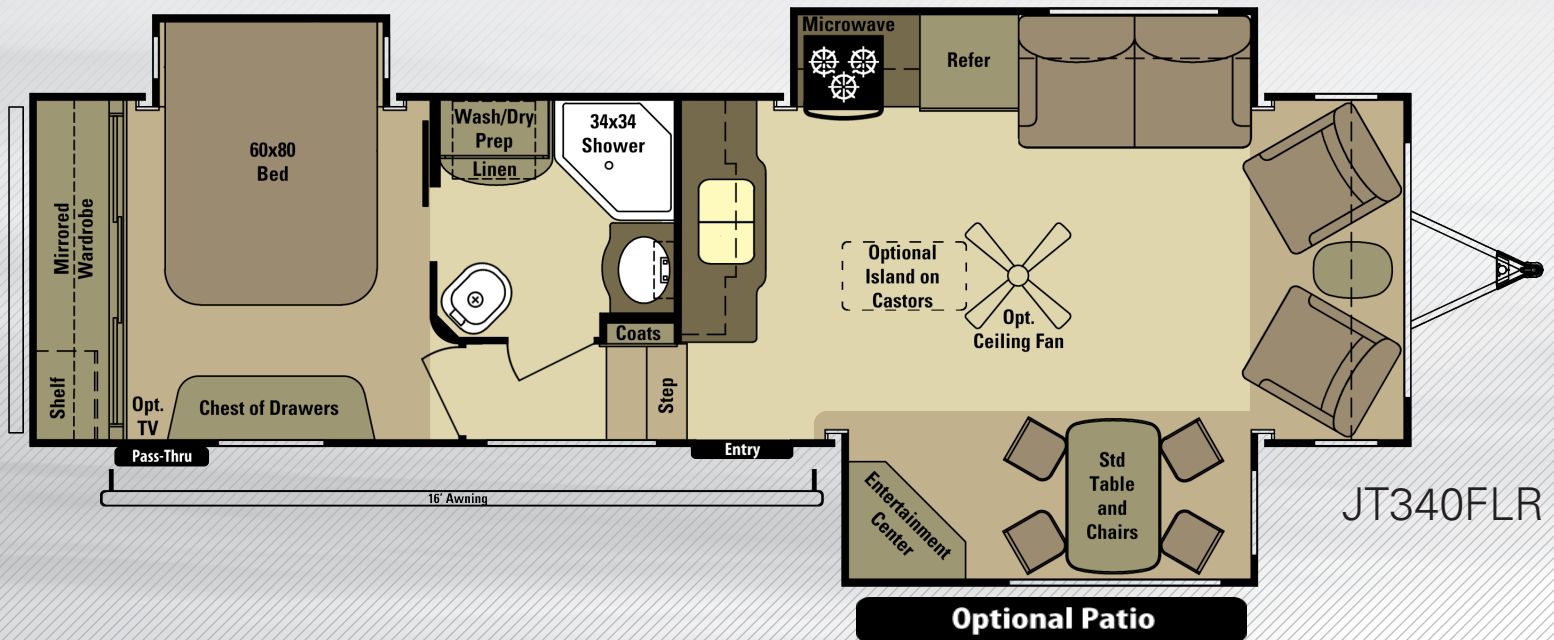 Microwave
Refer
Wash/Dry
Prep
Linen
34x34
Shower
60x80
Bed
Mirrored
Wardrobe
Optional
Island on
Castors
Opt.
Ceiling Fan
Coats
Step
Shelf
Opt.
TV
Chest of Drawers
Pass-Thru
Entry
16' Awning
Entertainment
Center
Std
Table
and
Chairs
JT340FLR
Optional Patio